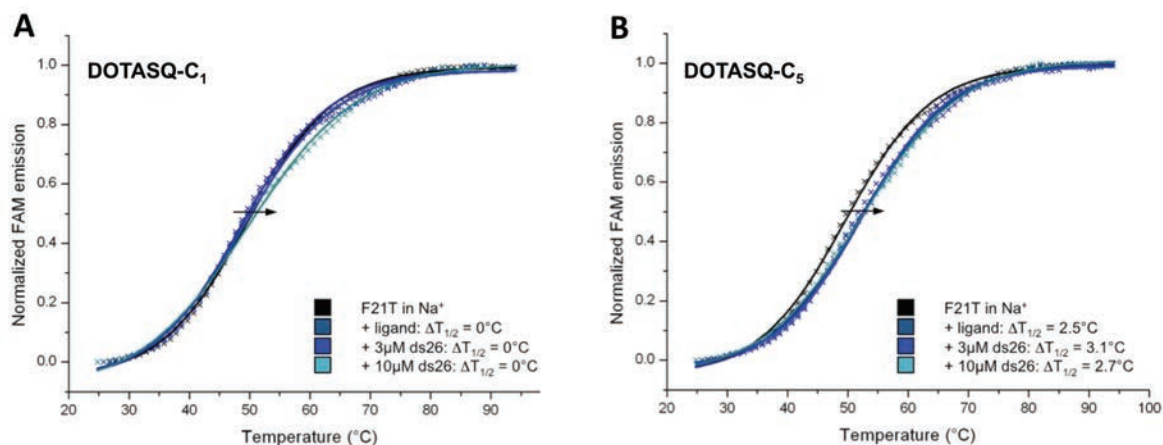 A
DOTASQ-C₁
Normalized FAM emission
1.0
0.8
0.6
0.4
0.2
0.0
F21T in Na⁺
+ ligand: ΔT₁/₂ = 0°C
+ 3μM ds26: ΔT₁/₂ = 0°C
+ 10μM ds26: ΔT₁/₂ = 0°C
20 30 40 50 60 70 80 90
Temperature (°C)
B
DOTASQ-C₅
Normalized FAM emission
1.0
0.8
0.6
0.4
0.2
0.0
F21T in Na⁺
+ ligand: ΔT₁/₂ = 2.5°C
+ 3μM ds26: ΔT₁/₂ = 3.1°C
+ 10μM ds26: ΔT₁/₂ = 2.7°C
20 30 40 50 60 70 80 90 100
Temperature (°C)